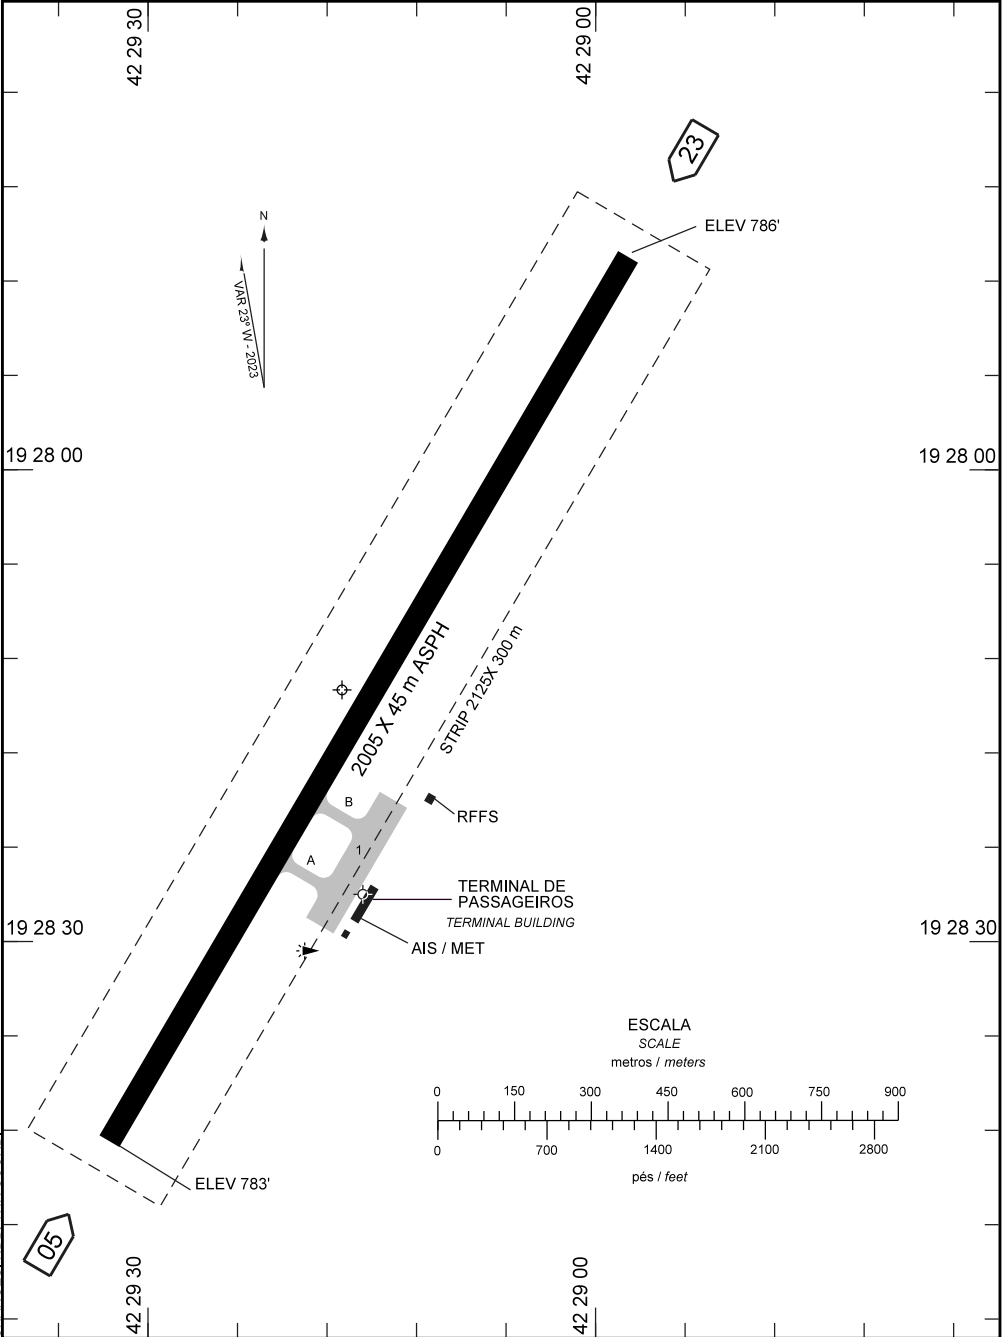 42 29 30
42 29 00
23
ELEV 786'
N
VAR 23° W - 2023
19 28 00
19 28 00
2005 X 45 m ASPH
STRIP 2125X 300 m
B
RFFS
A
1
TERMINAL DE
PASSAGEIROS
TERMINAL BUILDING
19 28 30
19 28 30
AIS / MET
ESCALA
SCALE
metros / meters
0 150 300 450 600 750 900
0 700 1400 2100 2800
pés / feet
ELEV 783'
05
42 29 30
42 29 00